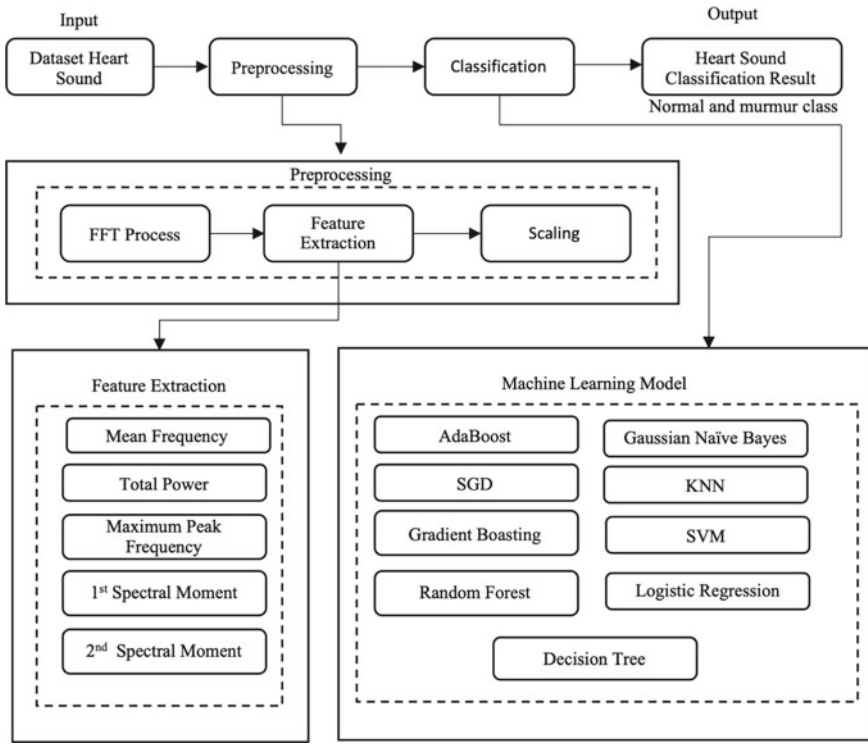 Input
Output
Dataset Heart
Sound
Preprocessing
Classification
Heart Sound
Classification Result
Normal and murmur class
Preprocessing
FFT Process
Feature
Extraction
Scaling
Feature Extraction
Mean Frequency
Total Power
Maximum Peak
Frequency
1st Spectral Moment
2nd Spectral Moment
Machine Learning Model
AdaBoost
Gaussian Naïve Bayes
SGD
KNN
Gradient Boasting
SVM
Random Forest
Logistic Regression
Decision Tree